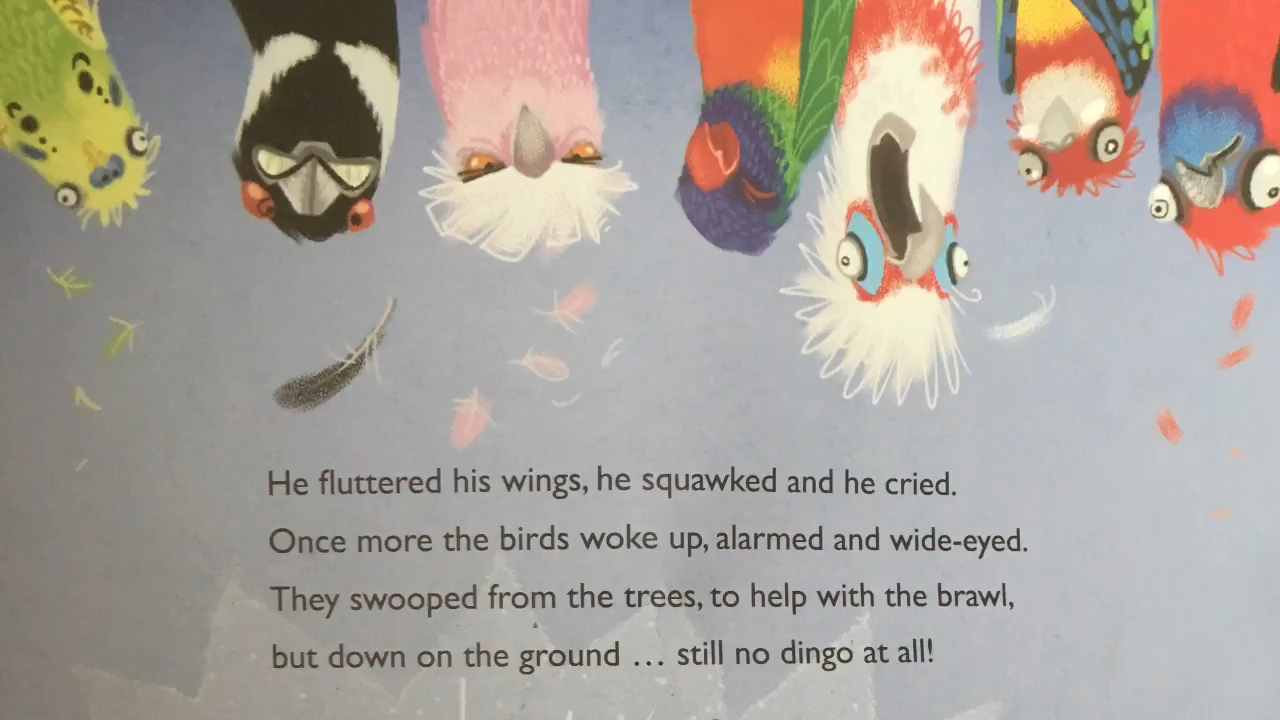 He fluttered his wings, he squawked and he cried.
Once more the birds woke up, alarmed and wide-eyed.
They swooped from the trees, to help with the brawl,
but down on the ground … still no dingo at all!